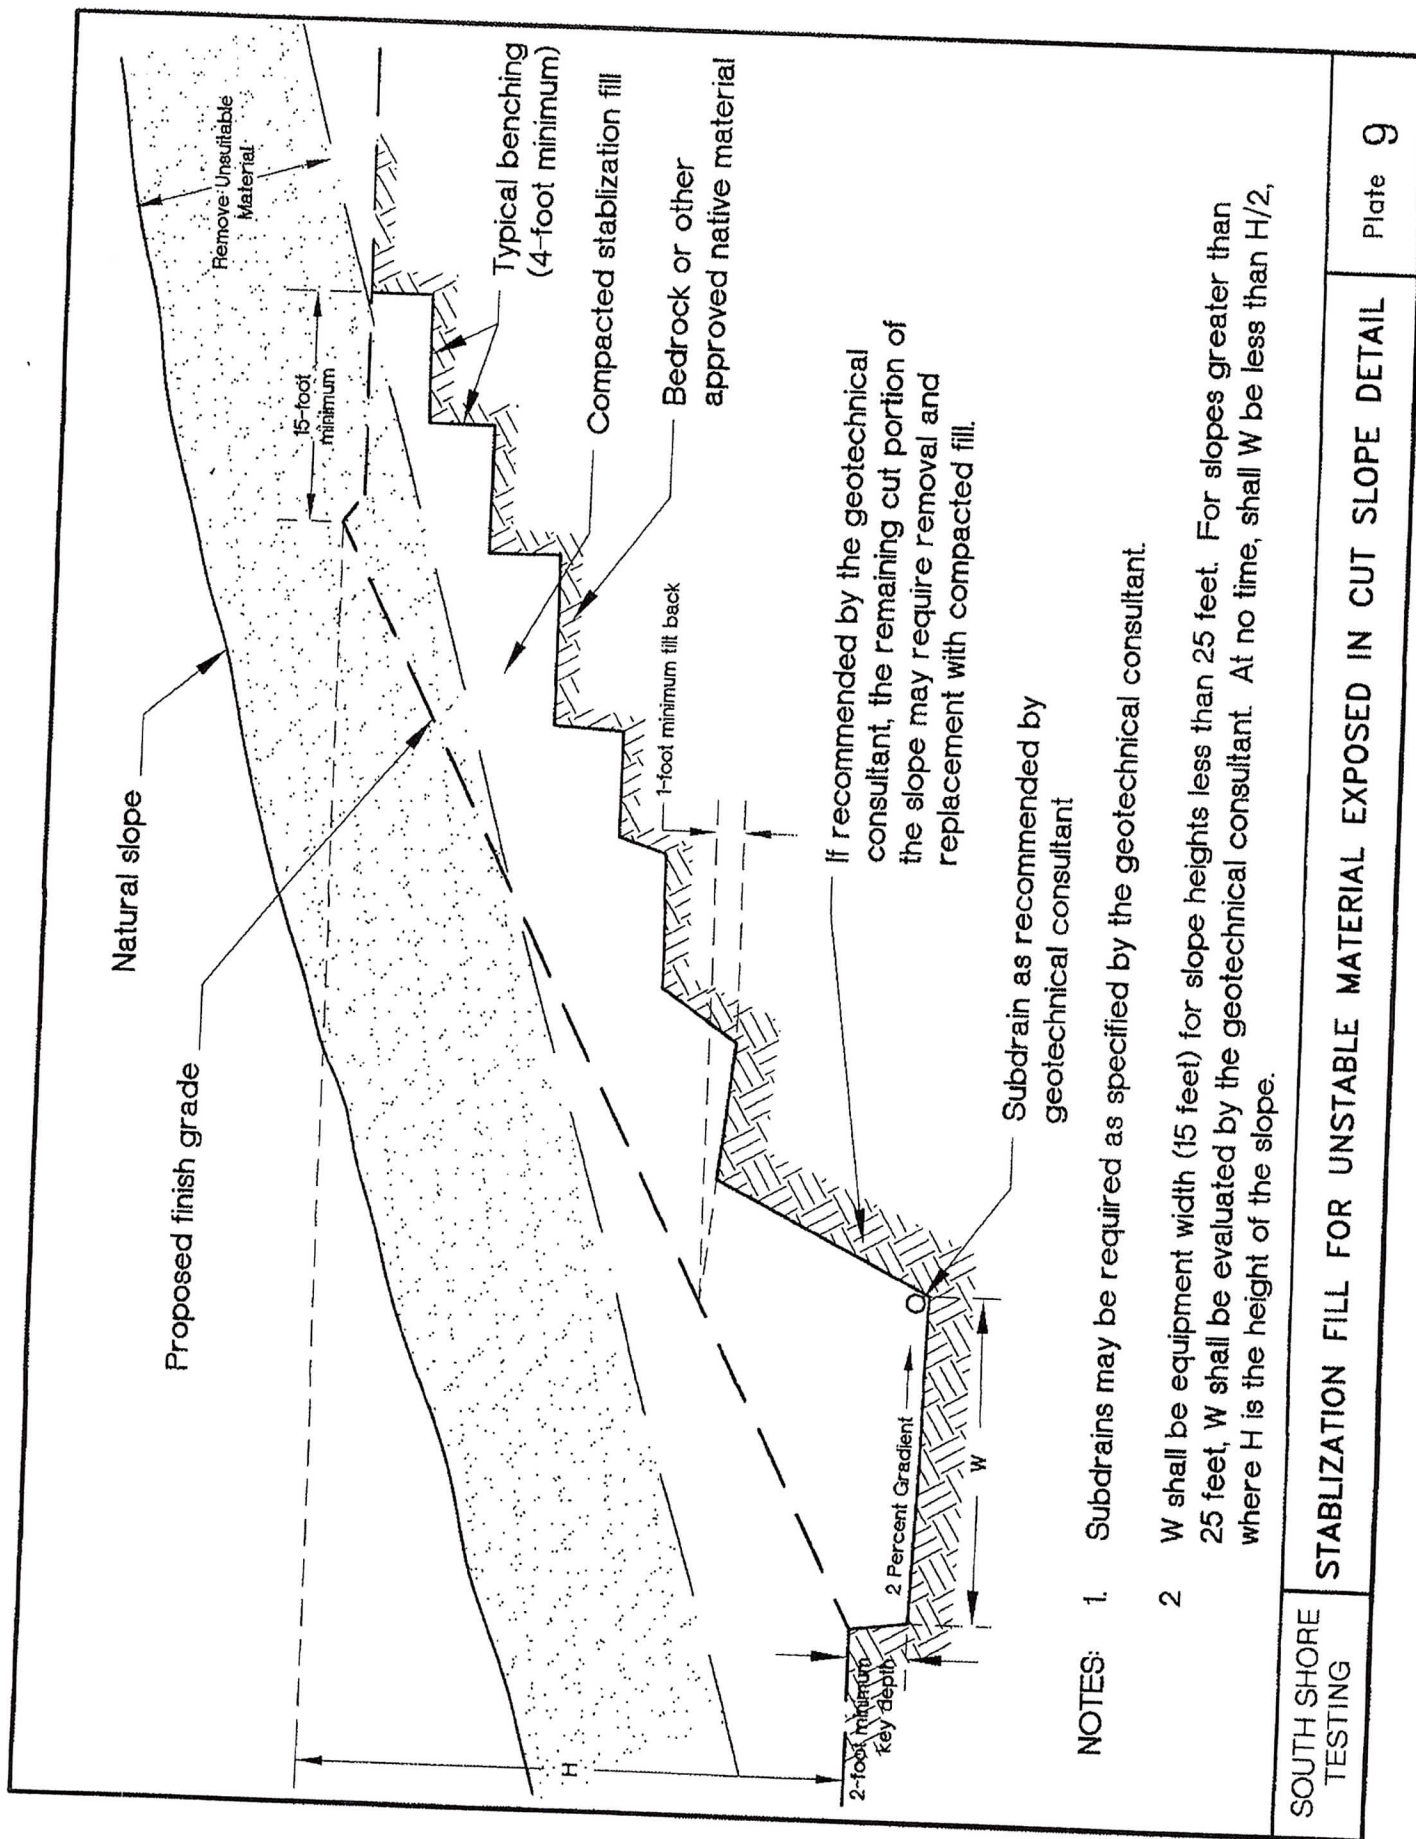 Natural slope
Proposed finish grade
Remove Unsuitable
Material
15-foot
minimum
Typical benching
(4-foot minimum)
Compacted stablization fill
Bedrock or other
approved native material
1-foot minimum tilt back
If recommended by the geotechnical
consultant, the remaining cut portion of
the slope may require removal and
replacement with compacted fill.
Subdrain as recommended by
geotechnical consultant
H
2-foot minimum
key depth
2 Percent Gradient
W
NOTES: 1. Subdrains may be required as specified by the geotechnical consultant.
2 W shall be equipment width (15 feet) for slope heights less than 25 feet. For slopes greater than
25 feet, W shall be evaluated by the geotechnical consultant. At no time, shall W be less than H/2,
where H is the height of the slope.
SOUTH SHORE
TESTING
STABLIZATION FILL FOR UNSTABLE MATERIAL EXPOSED IN CUT SLOPE DETAIL
Plate 9